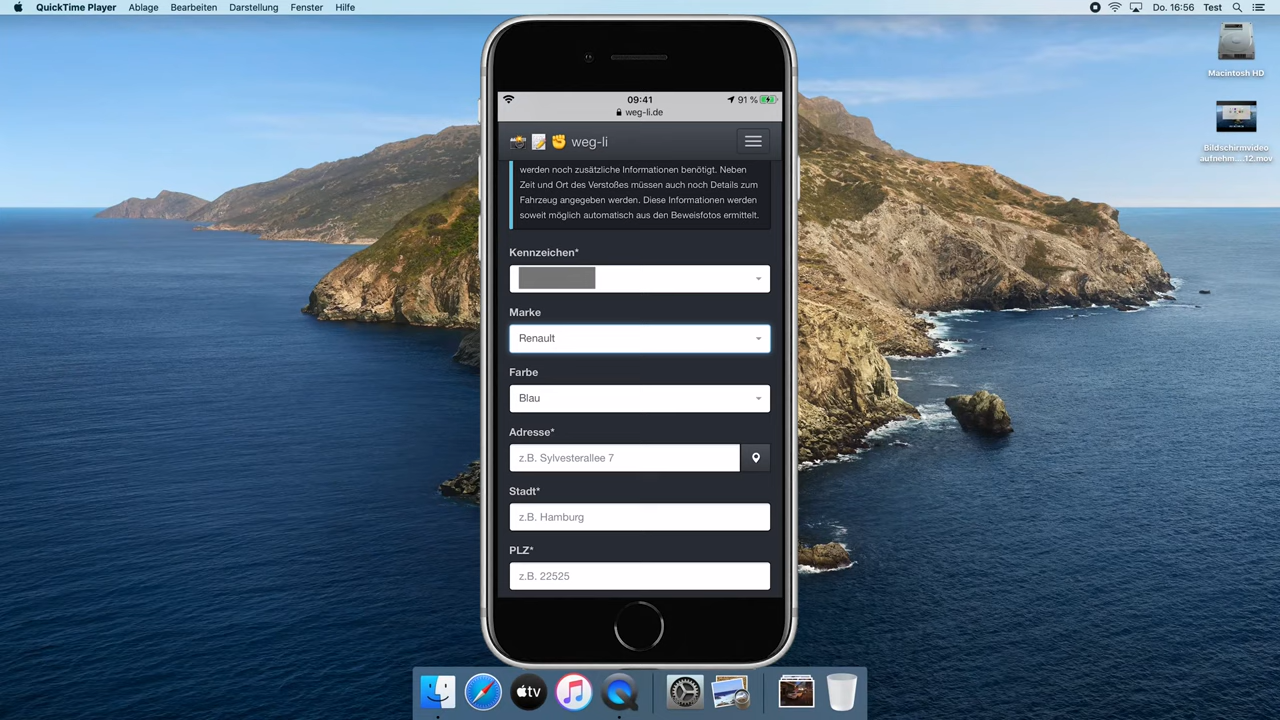 QuickTime Player Ablage Bearbeiten Darstellung Fenster Hilfe Do. 16:56 Test
Macintosh HD
Bildschirmvideo
aufnehm....12.mov
09:41 91 %
weg-li.de
weg-li
werden noch zusätzliche Informationen benötigt. Neben
Zeit und Ort des Verstoßes müssen auch noch Details zum
Fahrzeug angegeben werden. Diese Informationen werden
soweit möglich automatisch aus den Beweisfotos ermittelt.
Kennzeichen*
Marke
Renault
Farbe
Blau
Adresse*
z.B. Sylvesterallee 7
Stadt*
z.B. Hamburg
PLZ*
z.B. 22525
tv